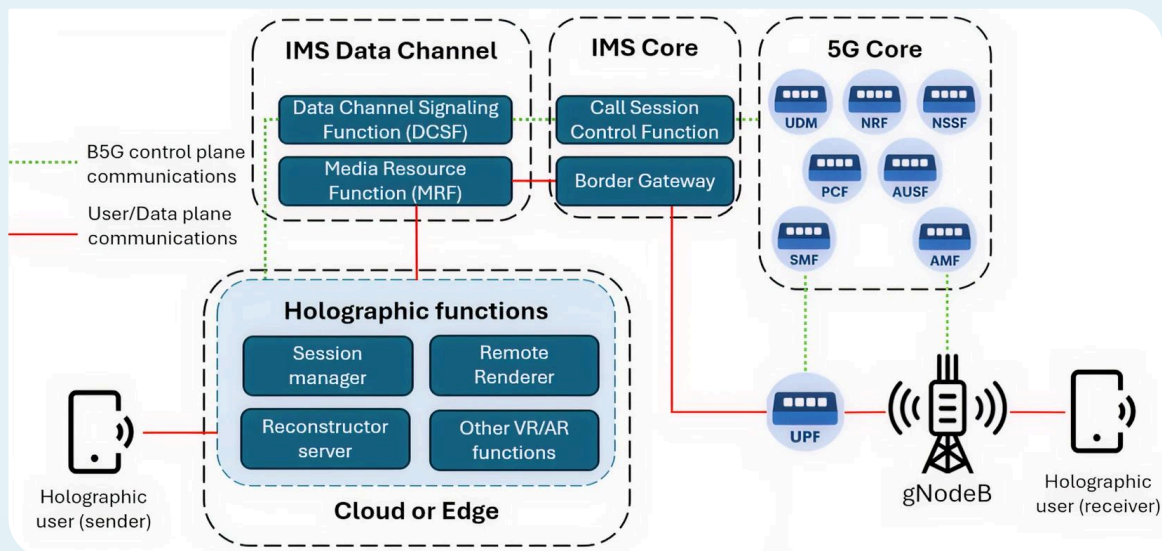 IMS Data Channel
IMS Core
5G Core
Data Channel Signaling
Function (DCSF)
Call Session
Control Function
UDM
NRF
NSSF
B5G control plane
communications
Media Resource
Function (MRF)
Border Gateway
PCF
AUSF
User/Data plane
communications
SMF
AMF
Holographic functions
Session
manager
Remote
Renderer
Reconstructor
server
Other VR/AR
functions
UPF
gNodeB
Holographic
user (sender)
Cloud or Edge
Holographic
user (receiver)